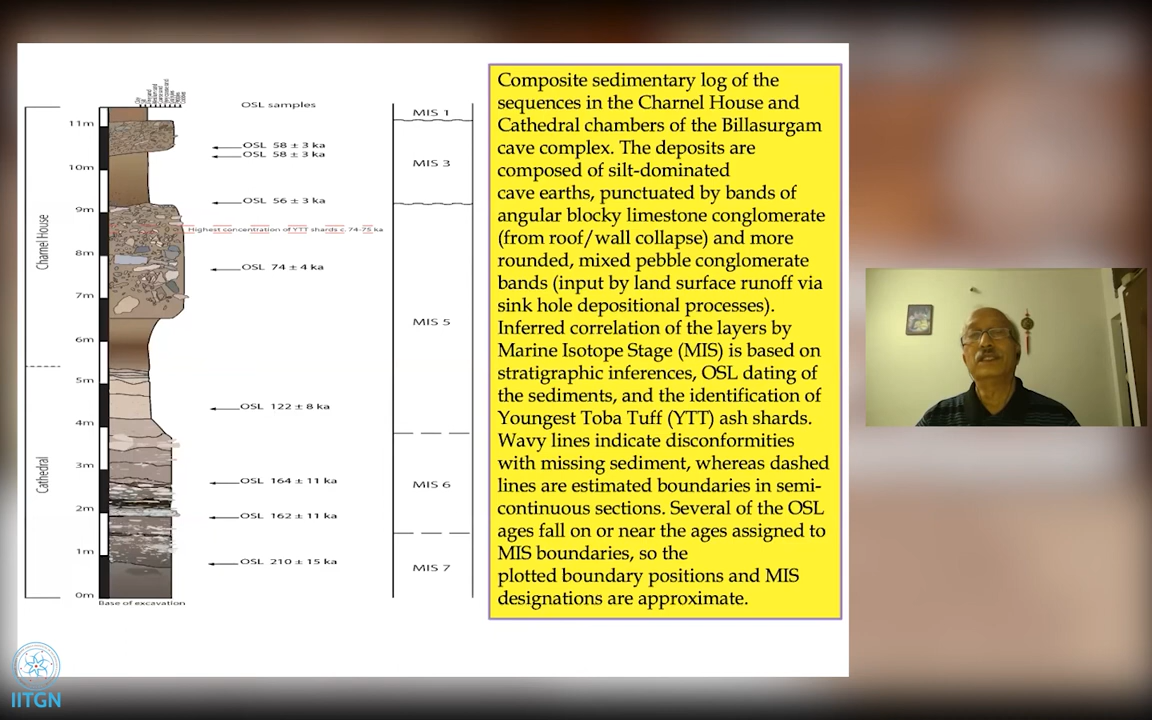 OSL samples
11m
10m
9m
8m
7m
6m
5m
4m
3m
2m
1m
0m
Base of excavation
Charnel House
Cathedral
OSL 58 ± 3 ka
OSL 58 ± 3 ka
OSL 56 ± 3 ka
Highest concentration of YTT shards c. 74-75 ka
OSL 74 ± 4 ka
OSL 122 ± 8 ka
OSL 164 ± 11 ka
OSL 162 ± 11 ka
OSL 210 ± 15 ka
MIS 1
MIS 3
MIS 5
MIS 6
MIS 7
Composite sedimentary log of the
sequences in the Charnel House and
Cathedral chambers of the Billasurgam
cave complex. The deposits are
composed of silt-dominated
cave earths, punctuated by bands of
angular blocky limestone conglomerate
(from roof/wall collapse) and more
rounded, mixed pebble conglomerate
bands (input by land surface runoff via
sink hole depositional processes).
Inferred correlation of the layers by
Marine Isotope Stage (MIS) is based on
stratigraphic inferences, OSL dating of
the sediments, and the identification of
Youngest Toba Tuff (YTT) ash shards.
Wavy lines indicate disconformities
with missing sediment, whereas dashed
lines are estimated boundaries in semi-
continuous sections. Several of the OSL
ages fall on or near the ages assigned to
MIS boundaries, so the
plotted boundary positions and MIS
designations are approximate.
IITGN